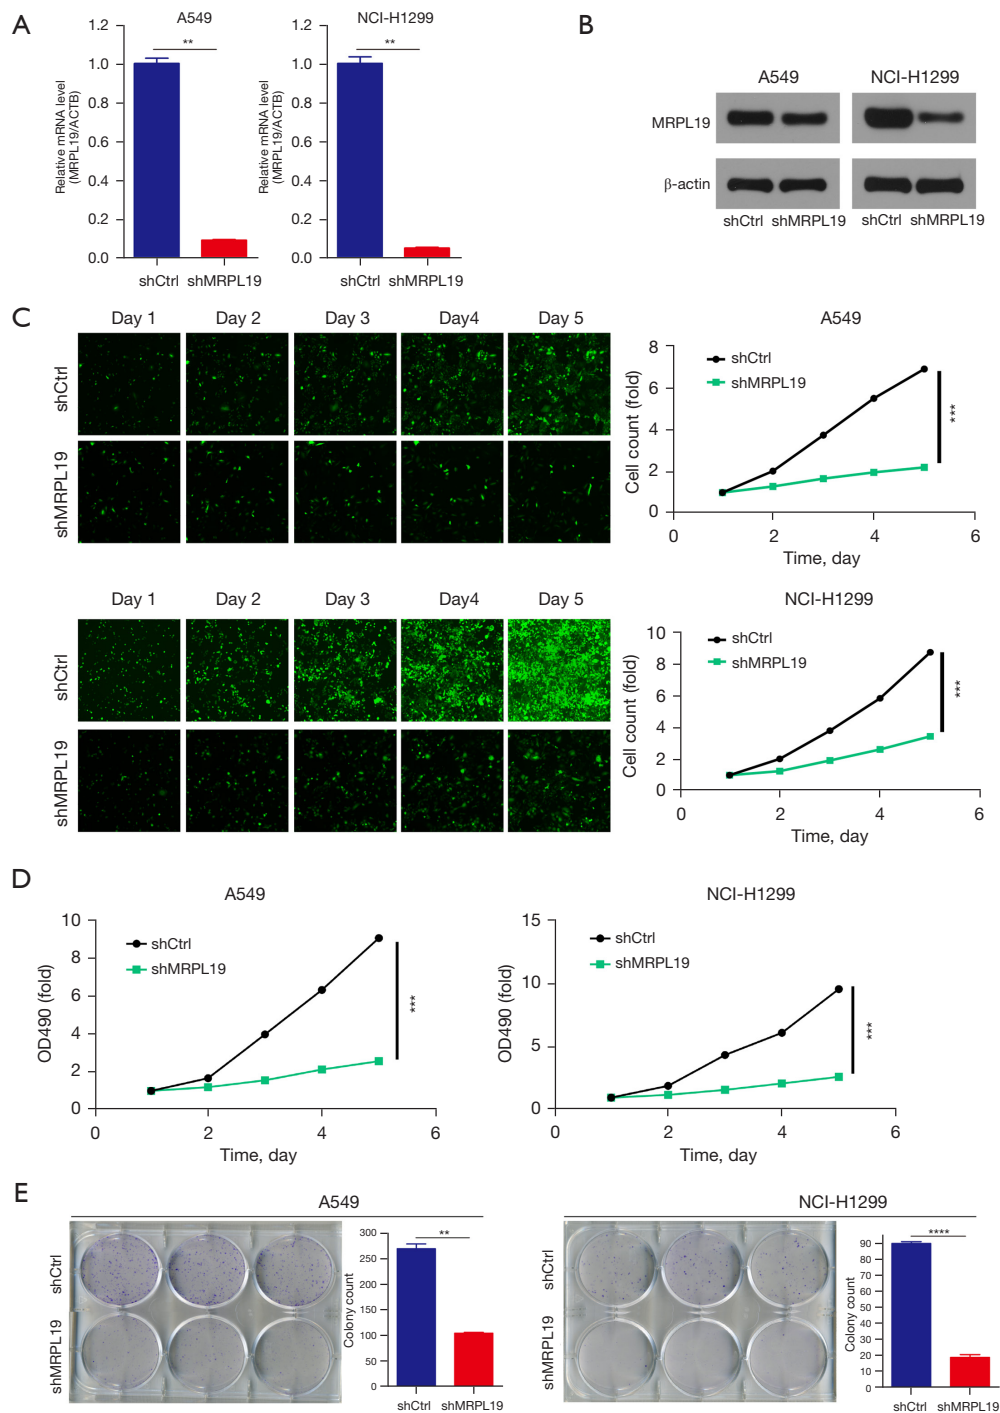 A
A549
NCI-H1299
Relative mRNA level
(MRPL19/ACTB)
1.2
1.0
0.8
0.6
0.4
0.2
0.0
**
shCtrl shMRPL19
Relative mRNA level
(MRPL19/ACTB)
1.2
1.0
0.8
0.6
0.4
0.2
0.0
**
shCtrl shMRPL19
B
A549 NCI-H1299
MRPL19
β-actin
shCtrl shMRPL19 shCtrl shMRPL19
C
Day 1 Day 2 Day 3 Day4 Day 5
shCtrl
shMRPL19
A549
Cell count (fold)
8
6
4
2
0
shCtrl
shMRPL19
***
0 2 4 6
Time, day
Day 1 Day 2 Day 3 Day4 Day 5
shCtrl
shMRPL19
NCI-H1299
Cell count (fold)
10
8
6
4
2
0
shCtrl
shMRPL19
***
0 2 4 6
Time, day
D
A549
OD490 (fold)
10
8
6
4
2
0
shCtrl
shMRPL19
***
0 2 4 6
Time, day
NCI-H1299
OD490 (fold)
15
10
5
0
shCtrl
shMRPL19
***
0 2 4 6
Time, day
E
A549
shCtrl
shMRPL19
Colony count
300
250
200
150
100
50
0
**
shCtrl shMRPL19
NCI-H1299
shCtrl
shMRPL19
Colony count
90
80
70
60
50
40
30
20
10
0
****
shCtrl shMRPL19